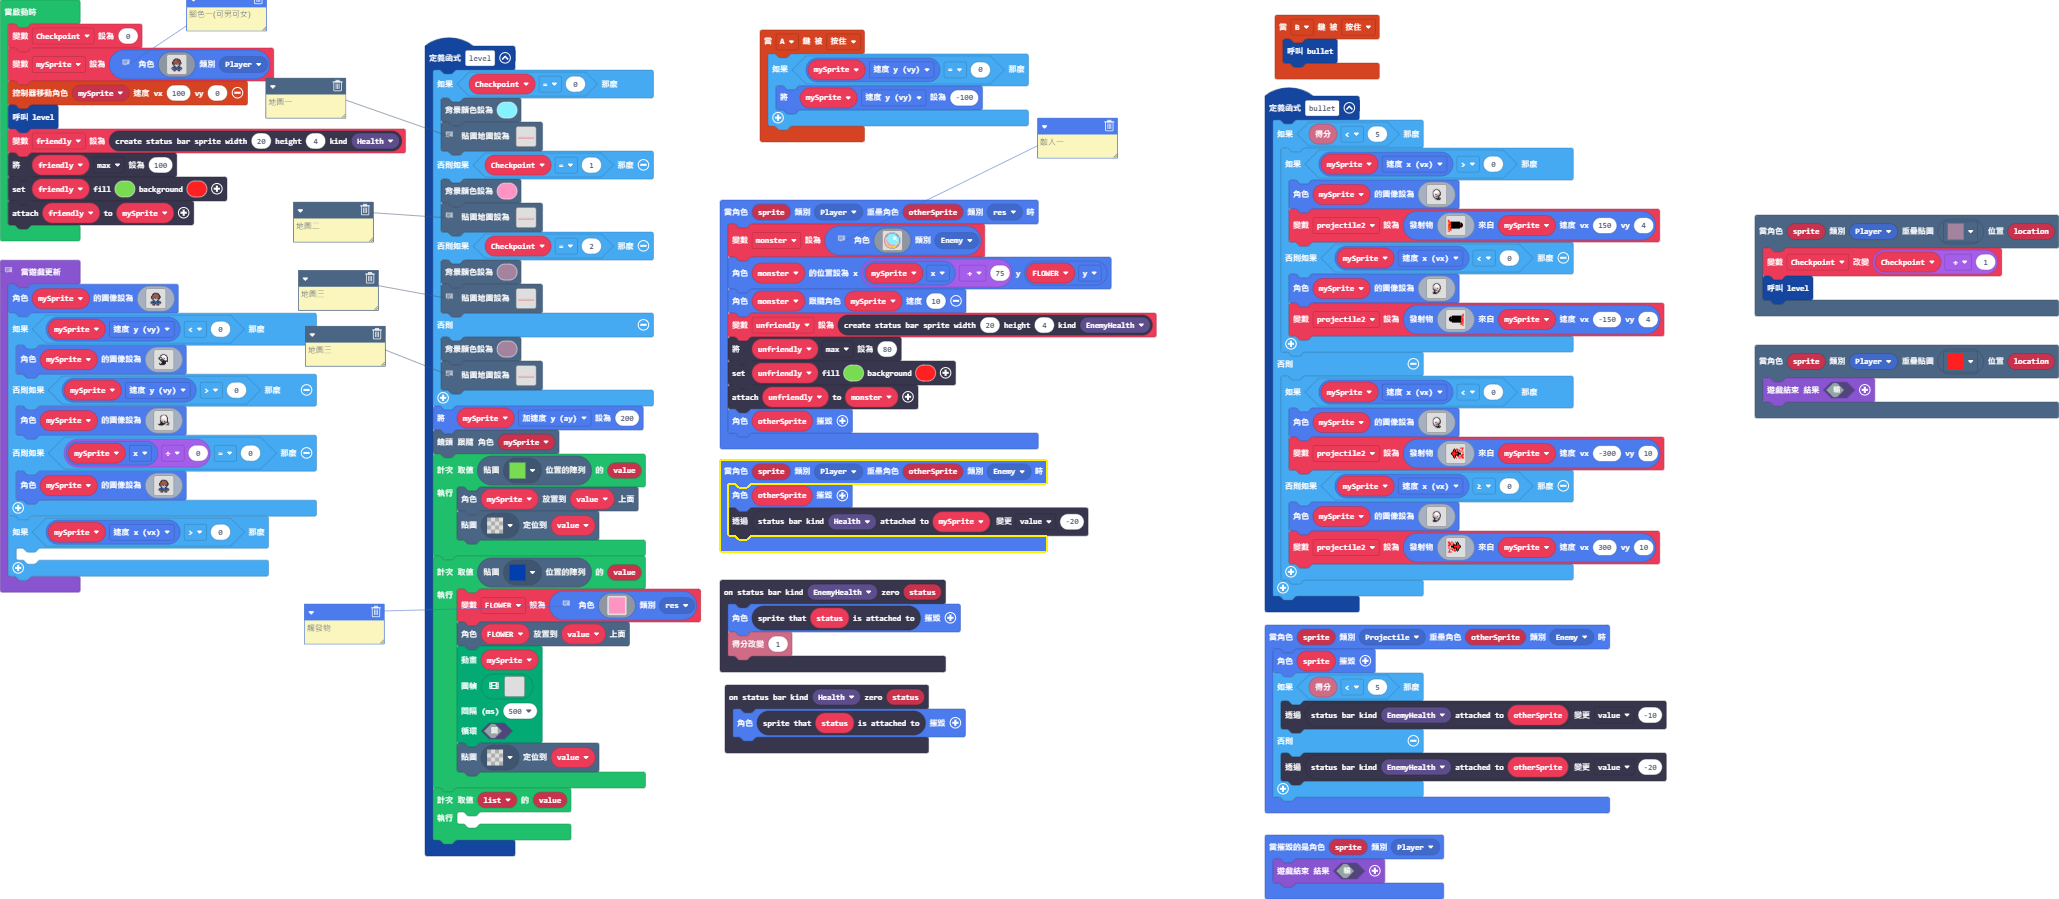 當啟動時
變數 Checkpoint 設為 0
變數 mySprite 設為 角色 類別 Player
控制器移動角色 mySprite 速度 vx 100 vy 0
呼叫 level
變數 friendly 設為 create status bar sprite width 20 height 4 kind Health
將 friendly max 設為 100
set friendly fill background
attach friendly to mySprite
角色一(可男可女)
當遊戲更新
角色 mySprite 的圖像設為
如果 mySprite 速度 y (vy) < 0 那麼
角色 mySprite 的圖像設為
否則如果 mySprite 速度 y (vy) > 0 那麼
角色 mySprite 的圖像設為
否則如果 mySprite x ÷ 0 = 0 那麼
角色 mySprite 的圖像設為
如果 mySprite 速度 x (vx) > 0 那麼
地圖一
地圖二
地圖三
地圖三
觸發物
定義函式 level
如果 Checkpoint = 0 那麼
背景顏色設為
貼圖地圖設為
否則如果 Checkpoint = 1 那麼
背景顏色設為
貼圖地圖設為
否則如果 Checkpoint = 2 那麼
背景顏色設為
貼圖地圖設為
否則
背景顏色設為
貼圖地圖設為
將 mySprite 加速度 y (ay) 設為 200
鏡頭 跟隨 角色 mySprite
計次 取值 貼圖 位置的陣列 的 value
執行 角色 mySprite 放置到 value 上面
貼圖 定位到 value
計次 取值 貼圖 位置的陣列 的 value
執行 變數 FLOWER 設為 角色 類別 res
角色 FLOWER 放置到 value 上面
動畫 mySprite
圖幀
間隔 (ms) 500
循環
貼圖 定位到 value
計次 取值 list 的 value
執行
當 A 鍵 被 按住
如果 mySprite 速度 y (vy) = 0 那麼
將 mySprite 速度 y (vy) 設為 -100
敵人一
當角色 sprite 類別 Player 重疊角色 otherSprite 類別 res 時
變數 monster 設為 角色 類別 Enemy
角色 monster 的位置設為 x mySprite x + 75 y FLOWER y
角色 monster 跟隨角色 mySprite 速度 10
變數 unfriendly 設為 create status bar sprite width 20 height 4 kind EnemyHealth
將 unfriendly max 設為 80
set unfriendly fill background
attach unfriendly to monster
角色 otherSprite 摧毀
當角色 sprite 類別 Player 重疊角色 otherSprite 類別 Enemy 時
角色 otherSprite 摧毀
透過 status bar kind Health attached to mySprite 變更 value -20
on status bar kind EnemyHealth zero status
角色 sprite that status is attached to 摧毀
得分改變 1
on status bar kind Health zero status
角色 sprite that status is attached to 摧毀
當 B 鍵 被 按住
呼叫 bullet
定義函式 bullet
如果 得分 < 5 那麼
如果 mySprite 速度 x (vx) > 0 那麼
角色 mySprite 的圖像設為
變數 projectile2 設為 發射物 來自 mySprite 速度 vx 150 vy 4
否則如果 mySprite 速度 x (vx) < 0 那麼
角色 mySprite 的圖像設為
變數 projectile2 設為 發射物 來自 mySprite 速度 vx -150 vy 4
否則
如果 mySprite 速度 x (vx) < 0 那麼
角色 mySprite 的圖像設為
變數 projectile2 設為 發射物 來自 mySprite 速度 vx -300 vy 10
否則如果 mySprite 速度 x (vx) ≥ 0 那麼
角色 mySprite 的圖像設為
變數 projectile2 設為 發射物 來自 mySprite 速度 vx 300 vy 10
當角色 sprite 類別 Projectile 重疊角色 otherSprite 類別 Enemy 時
角色 sprite 摧毀
如果 得分 < 5 那麼
透過 status bar kind EnemyHealth attached to otherSprite 變更 value -10
否則
透過 status bar kind EnemyHealth attached to otherSprite 變更 value -20
當摧毀的是角色 sprite 類別 Player
遊戲結束 結果 輸
當角色 sprite 類別 Player 重疊貼圖 位置 location
變數 Checkpoint 改變 Checkpoint + 1
呼叫 level
當角色 sprite 類別 Player 重疊貼圖 位置 location
遊戲結束 結果 輸